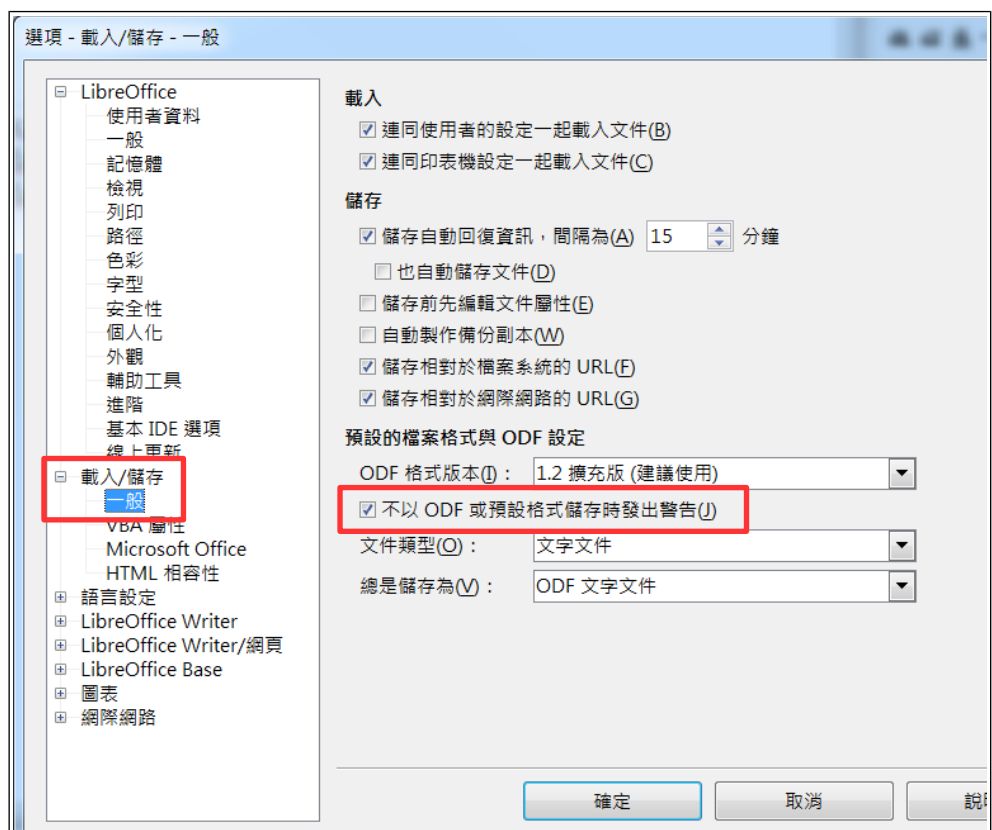 選項 - 載入/儲存 - 一般
LibreOffice
使用者資料
一般
記憶體
檢視
列印
路徑
色彩
字型
安全性
個人化
外觀
輔助工具
進階
基本 IDE 選項
線上更新
載入/儲存
一般
VBA 屬性
Microsoft Office
HTML 相容性
語言設定
LibreOffice Writer
LibreOffice Writer/網頁
LibreOffice Base
圖表
網際網路
載入
連同使用者的設定一起載入文件(B)
連同印表機設定一起載入文件(C)
儲存
儲存自動回復資訊，間隔為(A) 15 分鐘
也自動儲存文件(D)
儲存前先編輯文件屬性(E)
自動製作備份副本(W)
儲存相對於檔案系統的 URL(F)
儲存相對於網際網路的 URL(G)
預設的檔案格式與 ODF 設定
ODF 格式版本(I)： 1.2 擴充版 (建議使用)
不以 ODF 或預設格式儲存時發出警告(J)
文件類型(O)： 文字文件
總是儲存為(V)： ODF 文字文件
確定 取消